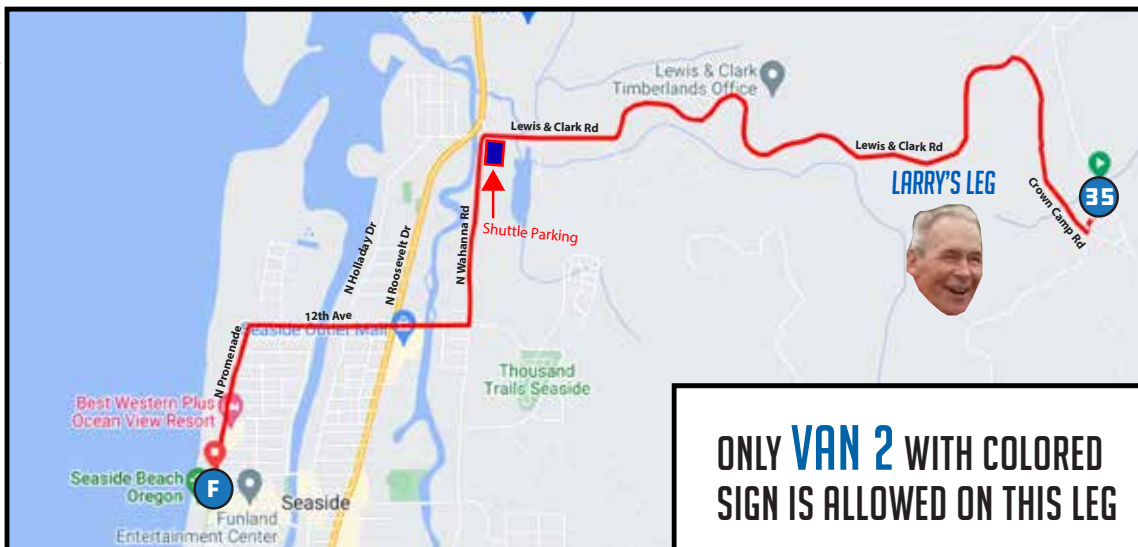 Lewis & Clark
Timberlands Office
Lewis & Clark Rd
Lewis & Clark Rd
LARRY'S LEG
35
Crown Camp Rd
Shuttle Parking
N Wahanna Rd
N Holladay Dr
N Roosevelt Dr
12th Ave
Seaside Outlet Mall
N Promenade
Thousand
Trails Seaside
Best Western Plus
Ocean View Resort
Seaside Beach
Oregon
F
Seaside
Funland
Entertainment Center
ONLY VAN 2 WITH COLORED
SIGN IS ALLOWED ON THIS LEG